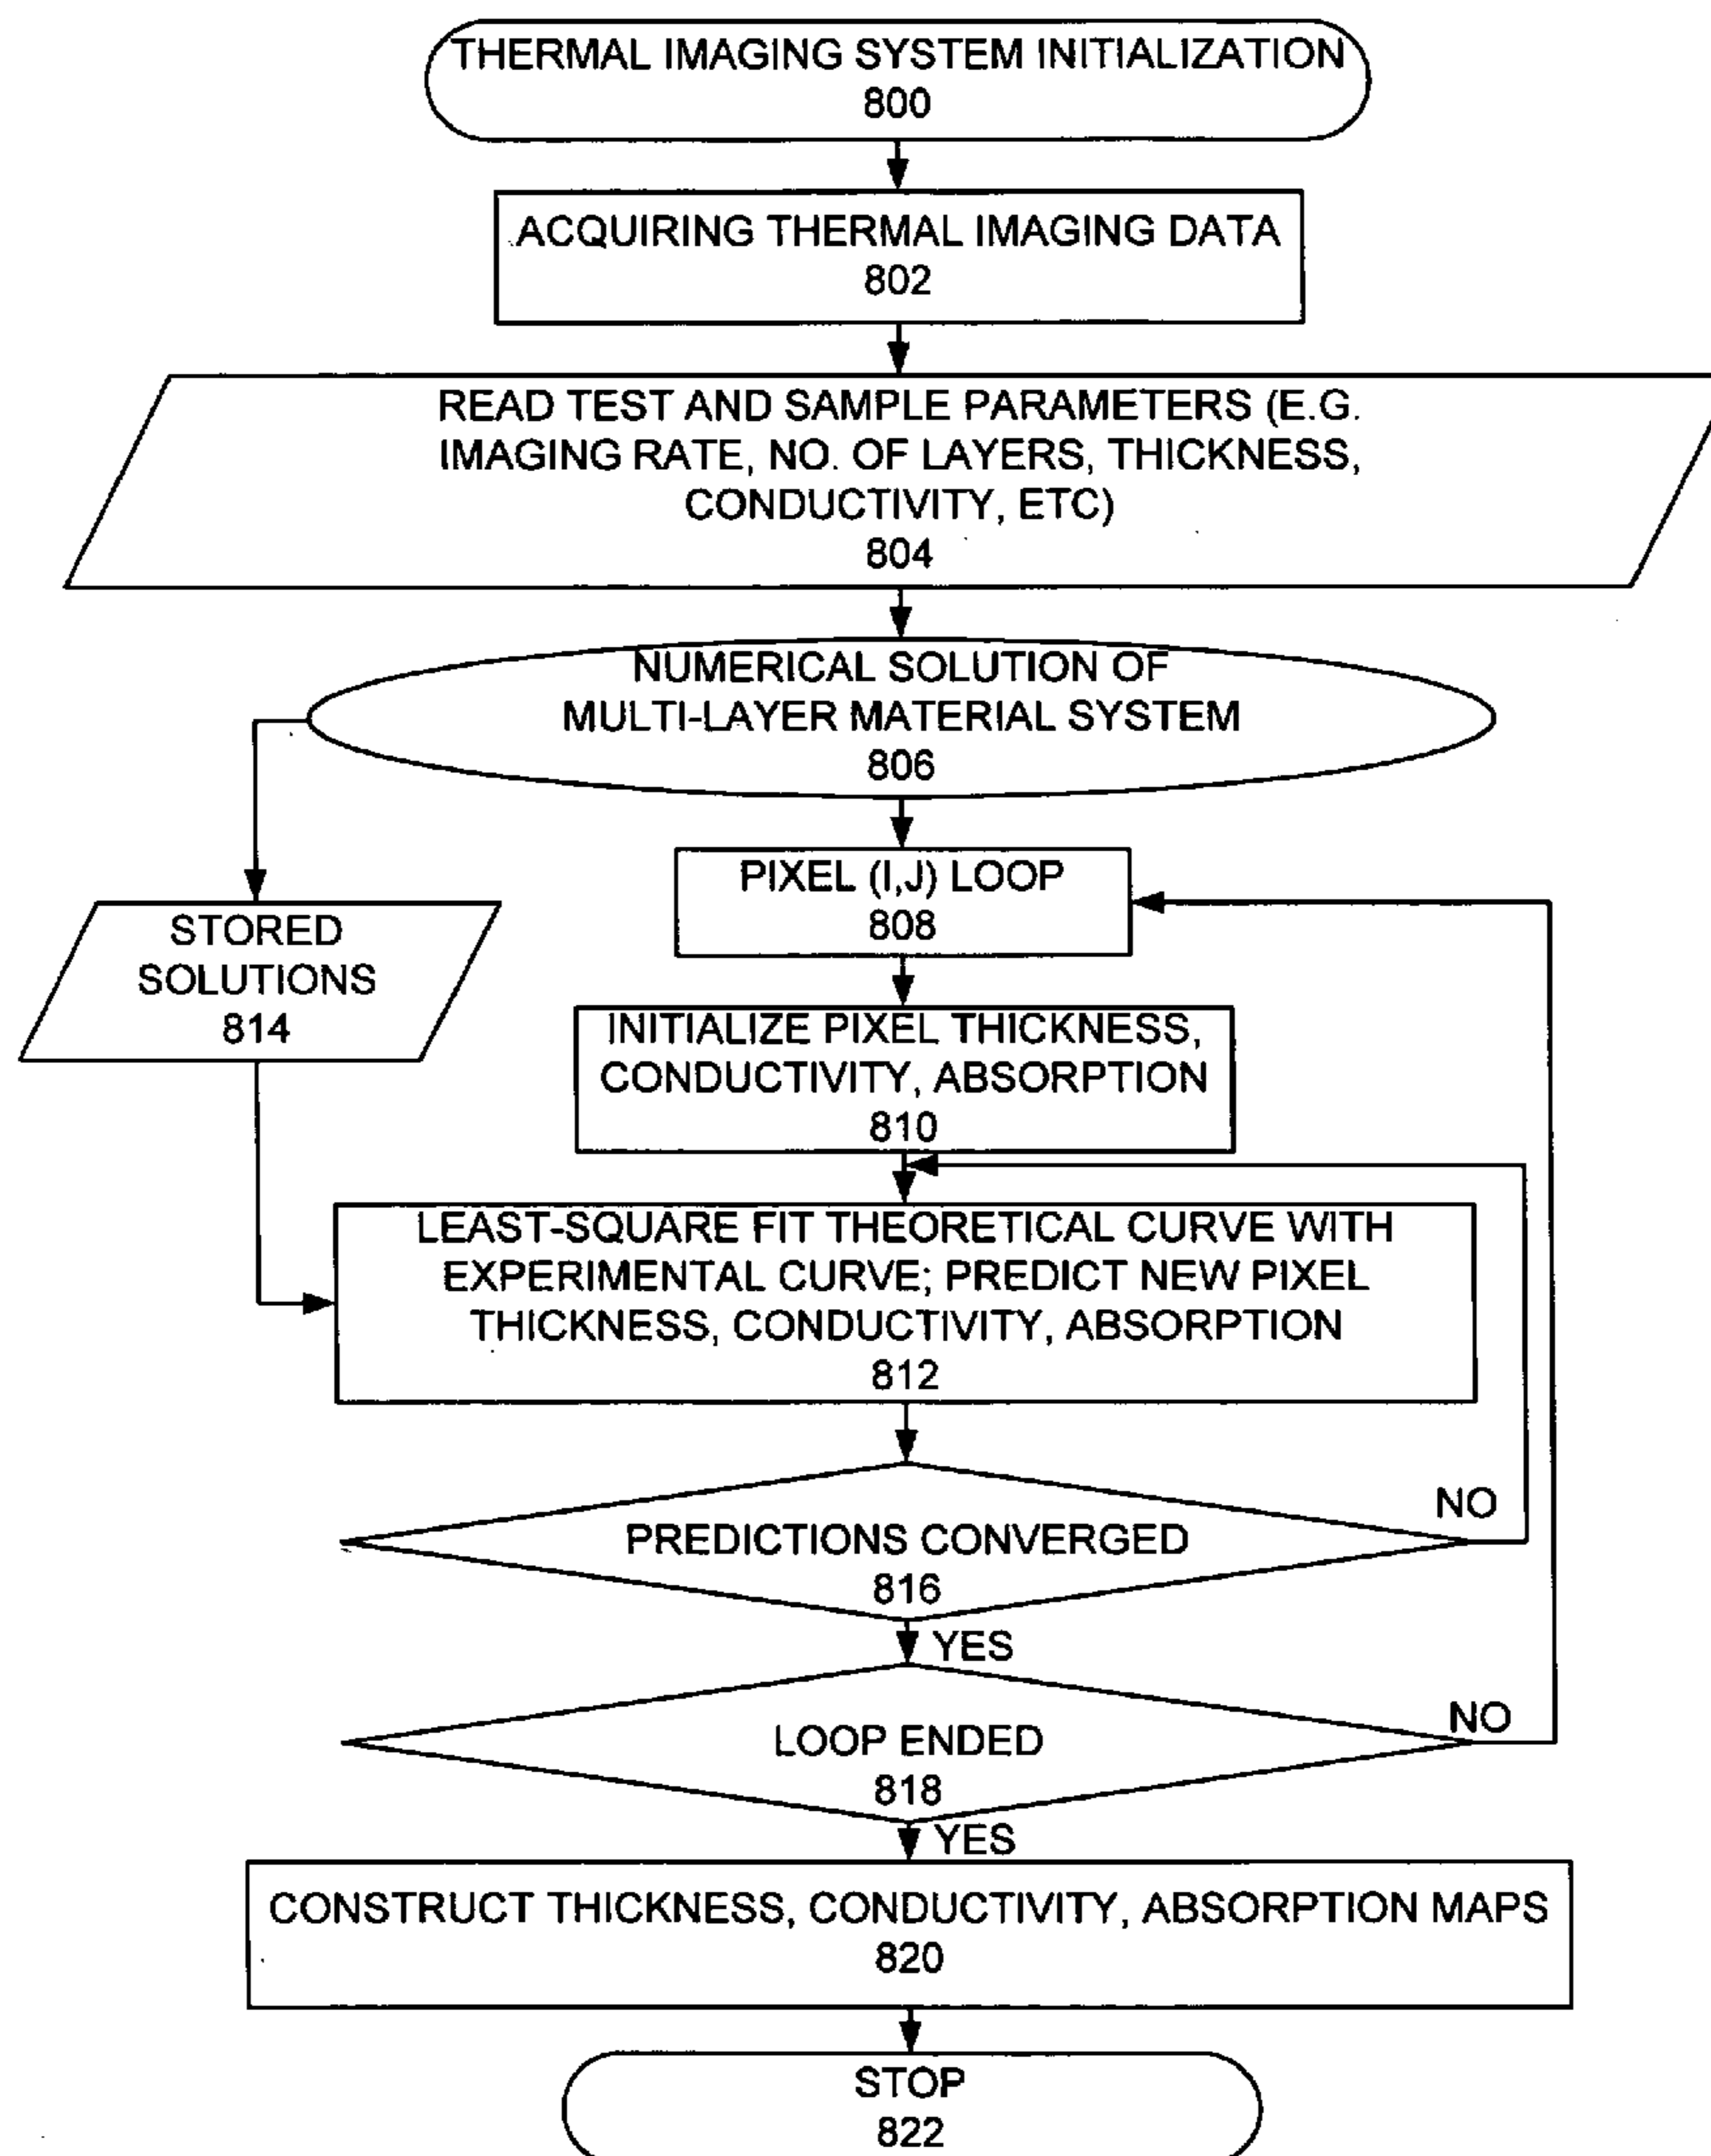 THERMAL IMAGING SYSTEM INITIALIZATION
800
ACQUIRING THERMAL IMAGING DATA
802
READ TEST AND SAMPLE PARAMETERS (E.G.
IMAGING RATE, NO. OF LAYERS, THICKNESS,
CONDUCTIVITY, ETC)
804
NUMERICAL SOLUTION OF
MULTI-LAYER MATERIAL SYSTEM
806
PIXEL (I,J) LOOP
808
STORED
SOLUTIONS
814
INITIALIZE PIXEL THICKNESS,
CONDUCTIVITY, ABSORPTION
810
LEAST-SQUARE FIT THEORETICAL CURVE WITH
EXPERIMENTAL CURVE; PREDICT NEW PIXEL
THICKNESS, CONDUCTIVITY, ABSORPTION
812
NO
PREDICTIONS CONVERGED
816
YES
NO
LOOP ENDED
818
YES
CONSTRUCT THICKNESS, CONDUCTIVITY, ABSORPTION MAPS
820
STOP
822